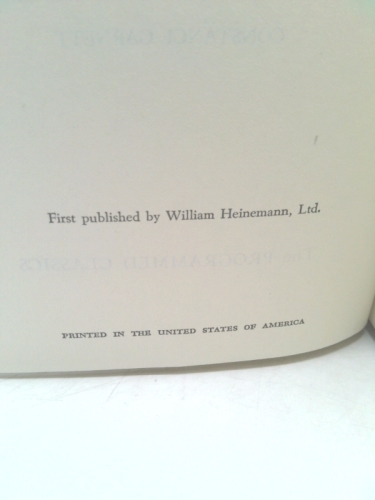 First published by William Heinemann, Ltd.
PRINTED IN THE UNITED STATES OF AMERICA